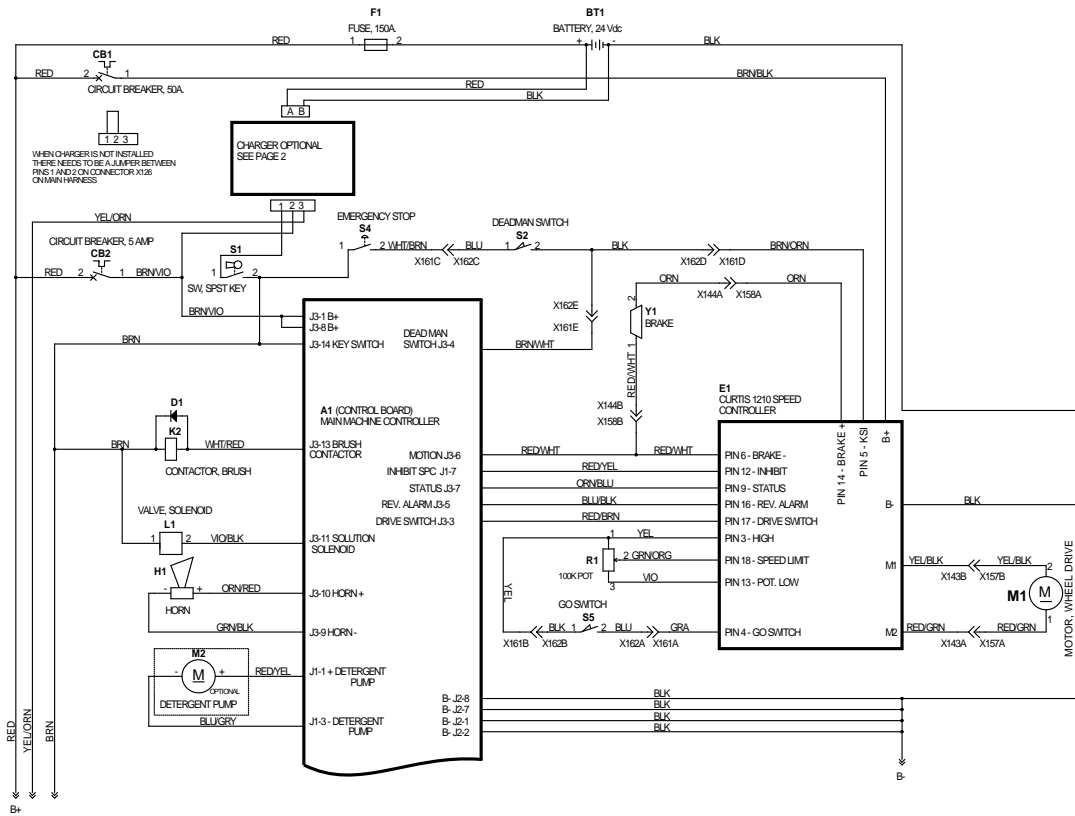 F1
FUSE, 150A.
RED 1 2
BT1
BATTERY, 24 Vdc
+ -
BLK
CB1
RED 2 1
CIRCUIT BREAKER, 50A.
BRN/BLK
RED
BLK
A B
1 2 3
WHEN CHARGER IS NOT INSTALLED
THERE NEEDS TO BE A JUMPER BETWEEN
PINS 1 AND 2 ON CONNECTOR X126
ON MAIN HARNESS
CHARGER OPTIONAL
SEE PAGE 2
1 2 3
YEL/ORN
CIRCUIT BREAKER, 5 AMP
CB2
RED 2 1 BRN/VIO
S1
1 2
SW, SPST KEY
EMERGENCY STOP
S4
1 2 WHT/BRN
X161C X162C
BLU
DEADMAN SWITCH
S2
1 2
BLK
X162D X161D
BRN/ORN
ORN
X144A X158A
ORN
X162E
X161E
2
Y1
BRAKE
1
RED/WHT
X144B
X158B
BRN/VIO
BRN
BRN/WHT
J3-1 B+
J3-8 B+
J3-14 KEY SWITCH
DEAD MAN
SWITCH J3-4
A1 (CONTROL BOARD)
MAIN MACHINE CONTROLLER
E1
CURTIS 1210 SPEED
CONTROLLER
D1
K2
BRN
WHT/RED
CONTACTOR, BRUSH
J3-13 BRUSH
CONTACTOR
MOTION J3-6
INHIBIT SPC J1-7
STATUS J3-7
REV. ALARM J3-5
DRIVE SWITCH J3-3
RED/WHT
RED/WHT
RED/YEL
ORN/BLU
BLU/BLK
RED/BRN
PIN 14 - BRAKE +
PIN 5 - KSI
B+
PIN 6 - BRAKE -
PIN 12 - INHIBIT
PIN 9 - STATUS
PIN 16 - REV. ALARM
PIN 17 - DRIVE SWITCH
PIN 3 - HIGH
PIN 18 - SPEED LIMIT
PIN 13 - POT. LOW
PIN 4 - GO SWITCH
B-
BLK
M1
M2
VALVE, SOLENOID
L1
1 2
VIO/BLK
J3-11 SOLUTION
SOLENOID
H1
- +
HORN
ORN/RED
GRN/BLK
J3-10 HORN +
J3-9 HORN-
1 YEL
R1
2 GRN/ORG
100K POT
VIO
3
YEL
GO SWITCH
S5
BLK 1 2 BLU
GRA
X161B X162B
X162A X161A
YEL/BLK YEL/BLK
X143B X157B
2
M1
M
1
RED/GRN RED/GRN
X143A X157A
MOTOR, WHEEL DRIVE
M2
- M +
OPTIONAL
DETERGENT PUMP
RED/YEL
BLU/GRY
J1-1 + DETERGENT
PUMP
J1-3 - DETERGENT
PUMP
B- J2-8
B- J2-7
B- J2-1
B- J2-2
BLK
BLK
BLK
BLK
B-
RED
YEL/ORN
BRN
B+